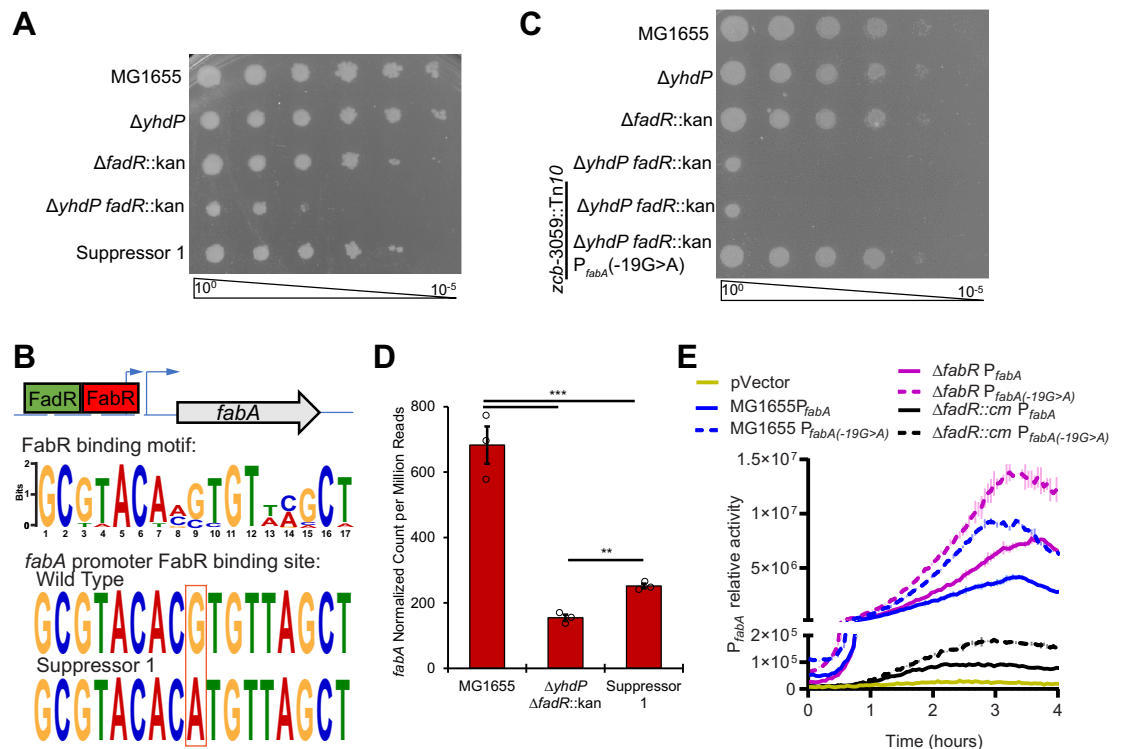 A
MG1655
ΔyhdP
ΔfadR::kan
ΔyhdP fadR::kan
Suppressor 1
10⁰
10⁻⁵
B
FadR
FabR
fabA
FabR binding motif:
2
1
0
Bits
GCGTACAAGTGTTCGCT
1 2 3 4 5 6 7 8 9 10 11 12 13 14 15 16 17
fabA promoter FabR binding site:
Wild Type
GCGTACACGTGTTAGCT
Suppressor 1
GCGTACACATGTTAGCT
C
MG1655
ΔyhdP
ΔfadR::kan
ΔyhdP fadR::kan
zcb-3059::Tn10
ΔyhdP fadR::kan
ΔyhdP fadR::kan
PfabA(-19G>A)
10⁰
10⁻⁵
D
fabA Normalized Count per Million Reads
800
600
400
200
0
***
**
MG1655
ΔyhdP
ΔfadR::kan
Suppressor
1
E
pVector
MG1655PfabA
MG1655 PfabA(-19G>A)
ΔfabR PfabA
ΔfabR PfabA(-19G>A)
ΔfadR::cm PfabA
ΔfadR::cm PfabA(-19G>A)
PfabA relative activity
1.5×10⁷
1×10⁷
5×10⁶
2×10⁵
1×10⁵
0
0 1 2 3 4
Time (hours)